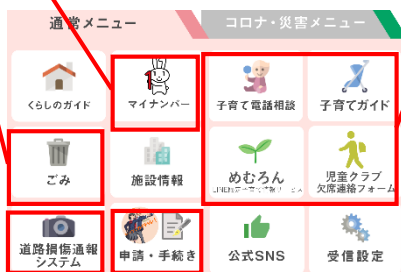 通常メニュー
コロナ・災害メニュー
くらしのガイド
マイナンバー
子育て電話相談
子育てガイド
ごみ
施設情報
めむろん
児童クラブ
欠席連絡フォーム
道路損傷通報
システム
申請・手続き
公式SNS
受信設定